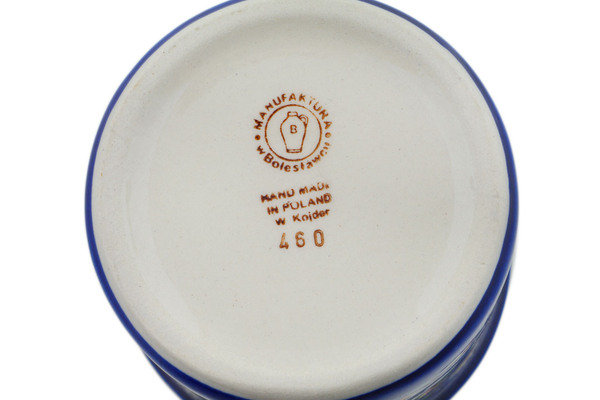 • MANUFAKTURA •
w Bolesławcu
B
HAND MADE
IN POLAND
W Kojder
460